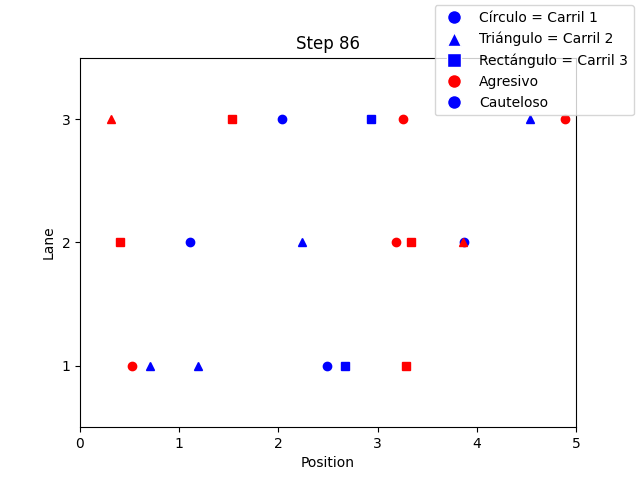 Step 86
Círculo = Carril 1
Triángulo = Carril 2
Rectángulo = Carril 3
Agresivo
Cauteloso
Lane
3
2
1
0 1 2 3 4 5
Position